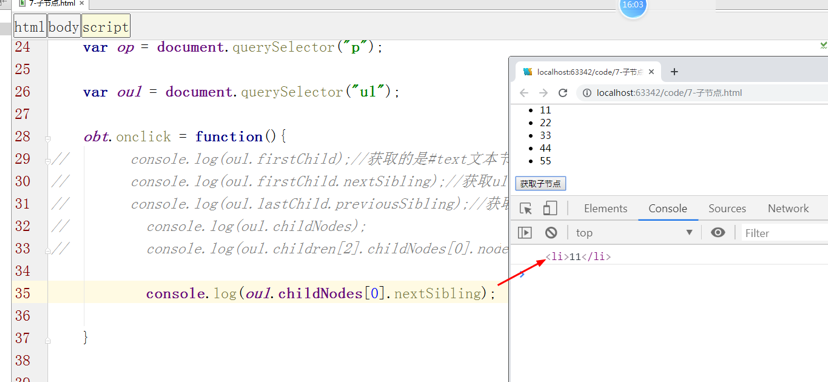 7-子节点.html
16:03
html body script
24 var op = document.querySelector("p");
25
26 var oul = document.querySelector("ul");
27
28 obt.onclick = function(){
29 // console.log(oul.firstChild);//获取的是#text文本节
30 // console.log(oul.firstChild.nextSibling);//获取ul
31 // console.log(oul.lastChild.previousSibling);//获取
32 // console.log(oul.childNodes);
33 // console.log(oul.children[2].childNodes[0].node
34
35 console.log(oul.childNodes[0].nextSibling);
36
37 }
38
localhost:63342/code/7-子节点
localhost:63342/code/7-子节点.html
11
22
33
44
55
获取子节点
Elements Console Sources Network
top Filter
<li>11</li>